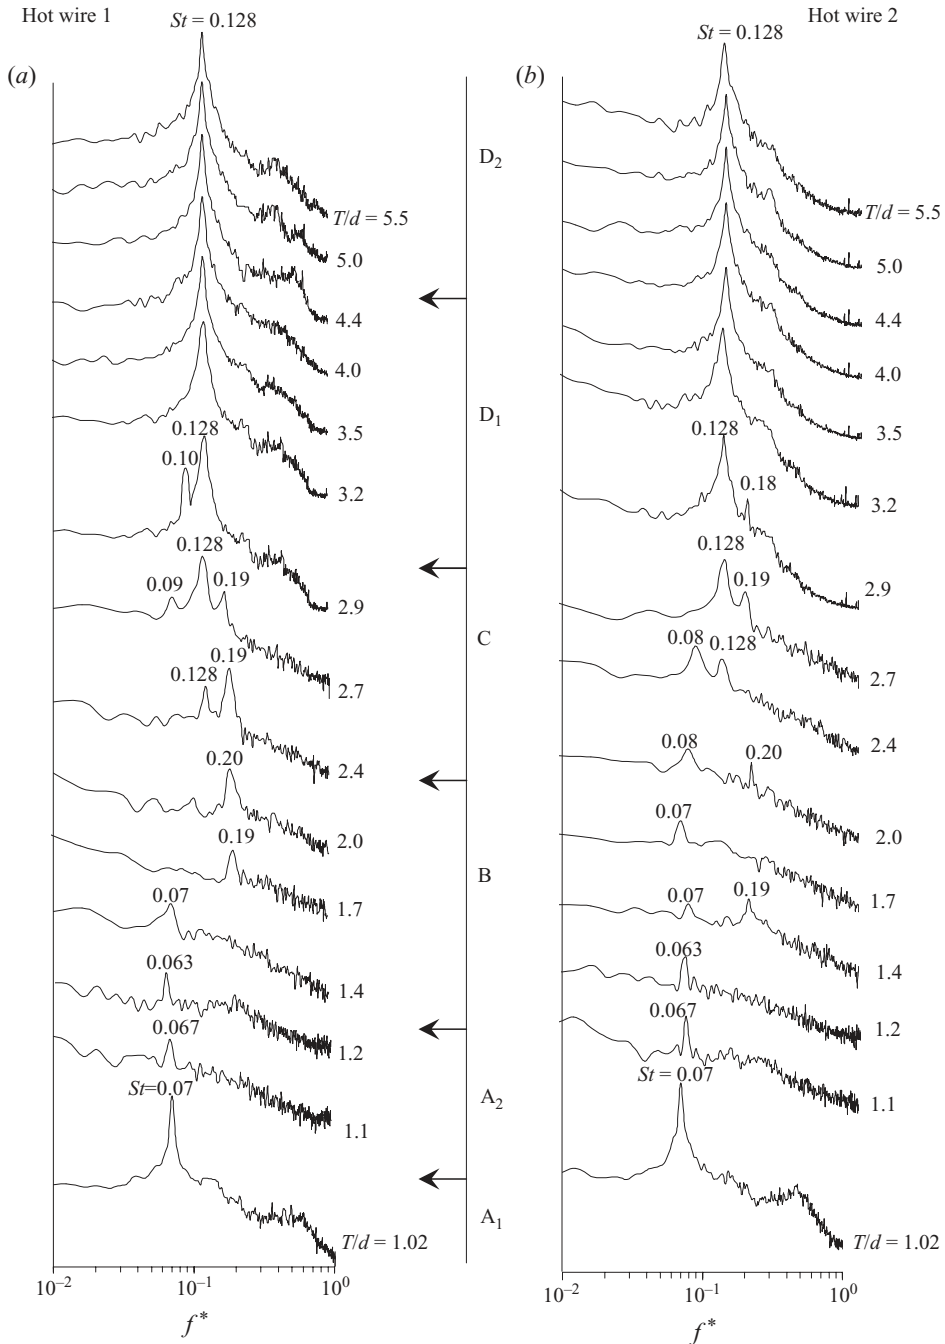 Hot wire 1
Hot wire 2
St = 0.128
(a)
D₂
T/d = 5.5
5.0
4.4
4.0
D₁
3.5
0.128
0.10
3.2
0.128
0.09
0.19
2.9
C
0.19
0.128
2.7
0.20
2.4
0.19
2.0
B
0.07
1.7
0.063
1.4
0.067
1.2
A₂
St=0.07
1.1
A₁
T/d = 1.02
10⁻²
10⁻¹
10⁰
f*
St = 0.128
(b)
T/d = 5.5
5.0
4.4
4.0
3.5
0.128
0.18
3.2
0.128
0.19
2.9
0.08
0.128
2.7
0.08
0.20
2.4
0.07
2.0
0.07
0.19
1.7
0.063
1.4
0.067
1.2
St = 0.07
1.1
T/d = 1.02
10⁻²
10⁻¹
10⁰
f*